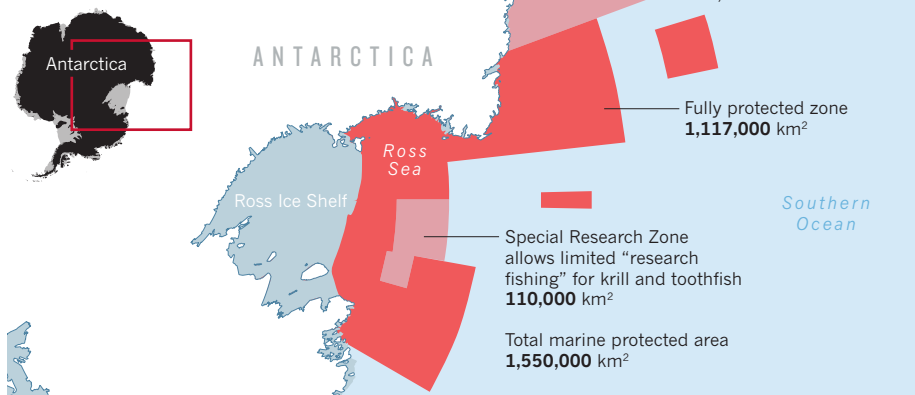 ANTARCTICA
Antarctica
Fully protected zone
1,117,000 km²
Ross
Sea
Ross Ice Shelf
Southern
Ocean
Special Research Zone
allows limited “research
fishing” for krill and toothfish
110,000 km²
Total marine protected area
1,550,000 km²